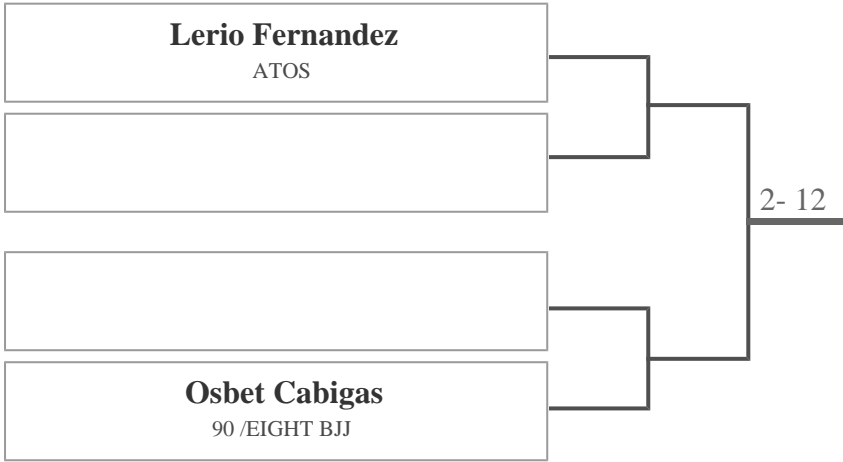 Lerio Fernandez
ATOS
2- 12
Osbet Cabigas
90 /EIGHT BJJ